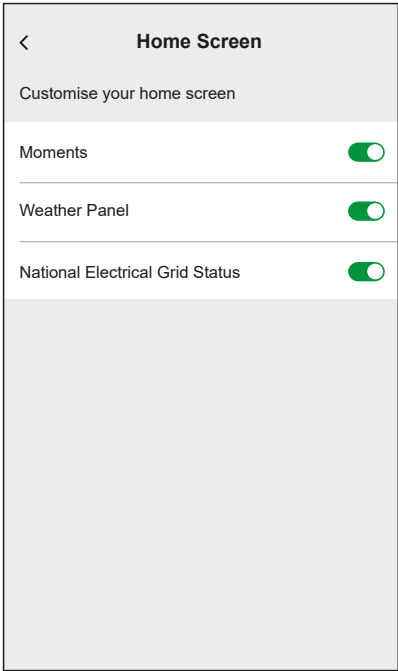 Home Screen
Customise your home screen
Moments
Weather Panel
National Electrical Grid Status